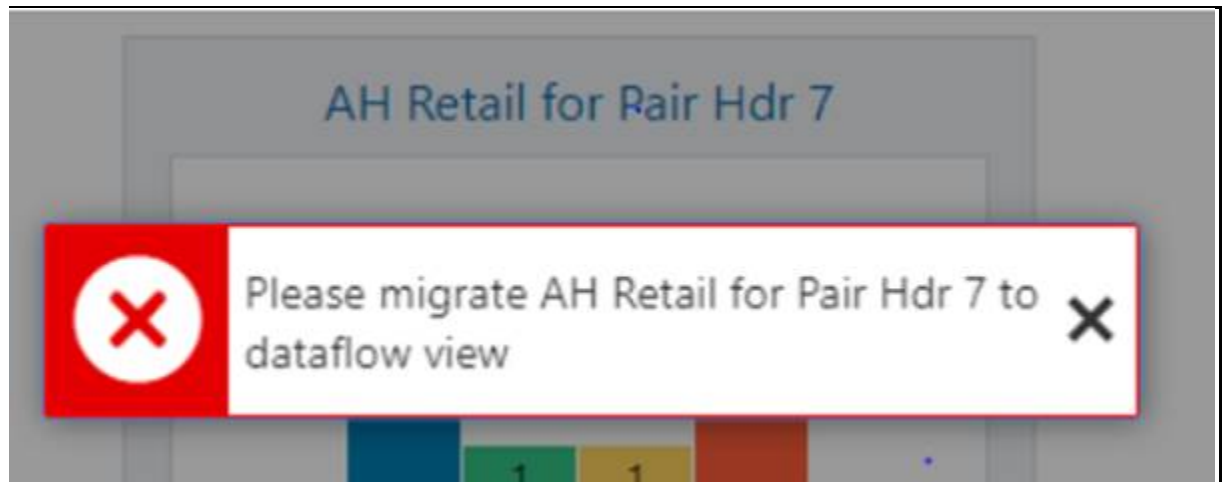 AH Retail for Pair Hdr 7
Please migrate AH Retail for Pair Hdr 7 to
dataflow view
1 1